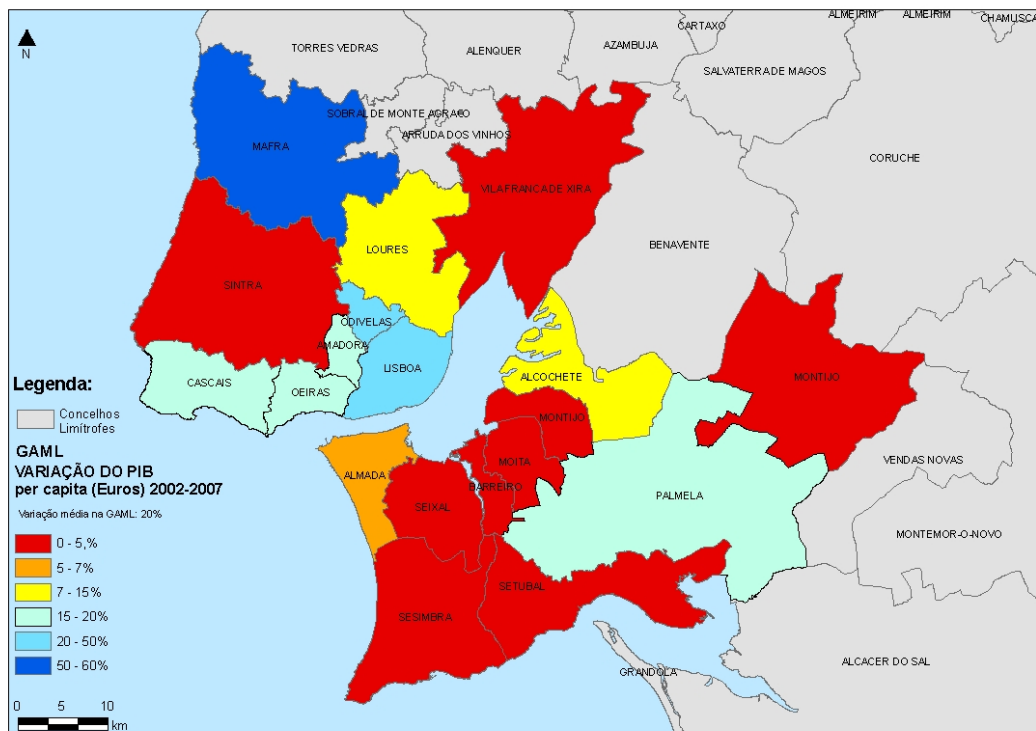 N
TORRES VEDRAS
ALENQUER
AZAMBUJA
CARTAXO
ALMEIRIM
ALMEIRIM
CHAMUSCA
SALVATERRA DE MAGOS
SOBRAL DE MONTE AGRAÇO
ARRUDA DOS VINHOS
MAFRA
CORUCHE
VILA FRANCA DE XIRA
LOURES
BENAVENTE
SINTRA
ODIVELAS
AMADORA
LISBOA
CASCAIS
OEIRAS
ALCOCHETE
MONTIJO
MONTIJO
ALMADA
MOITA
BARREIRO
SEIXAL
PALMELA
VENDAS NOVAS
MONTEMOR-O-NOVO
SETUBAL
SESIMBRA
GRANDOLA
ALCACER DO SAL
Legenda:
Concelhos
Limítrofes
GAML
VARIAÇÃO DO PIB
per capita (Euros) 2002-2007
Variação média na GAML: 20%
0 - 5,%
5 - 7%
7 - 15%
15 - 20%
20 - 50%
50 - 60%
0 5 10
km